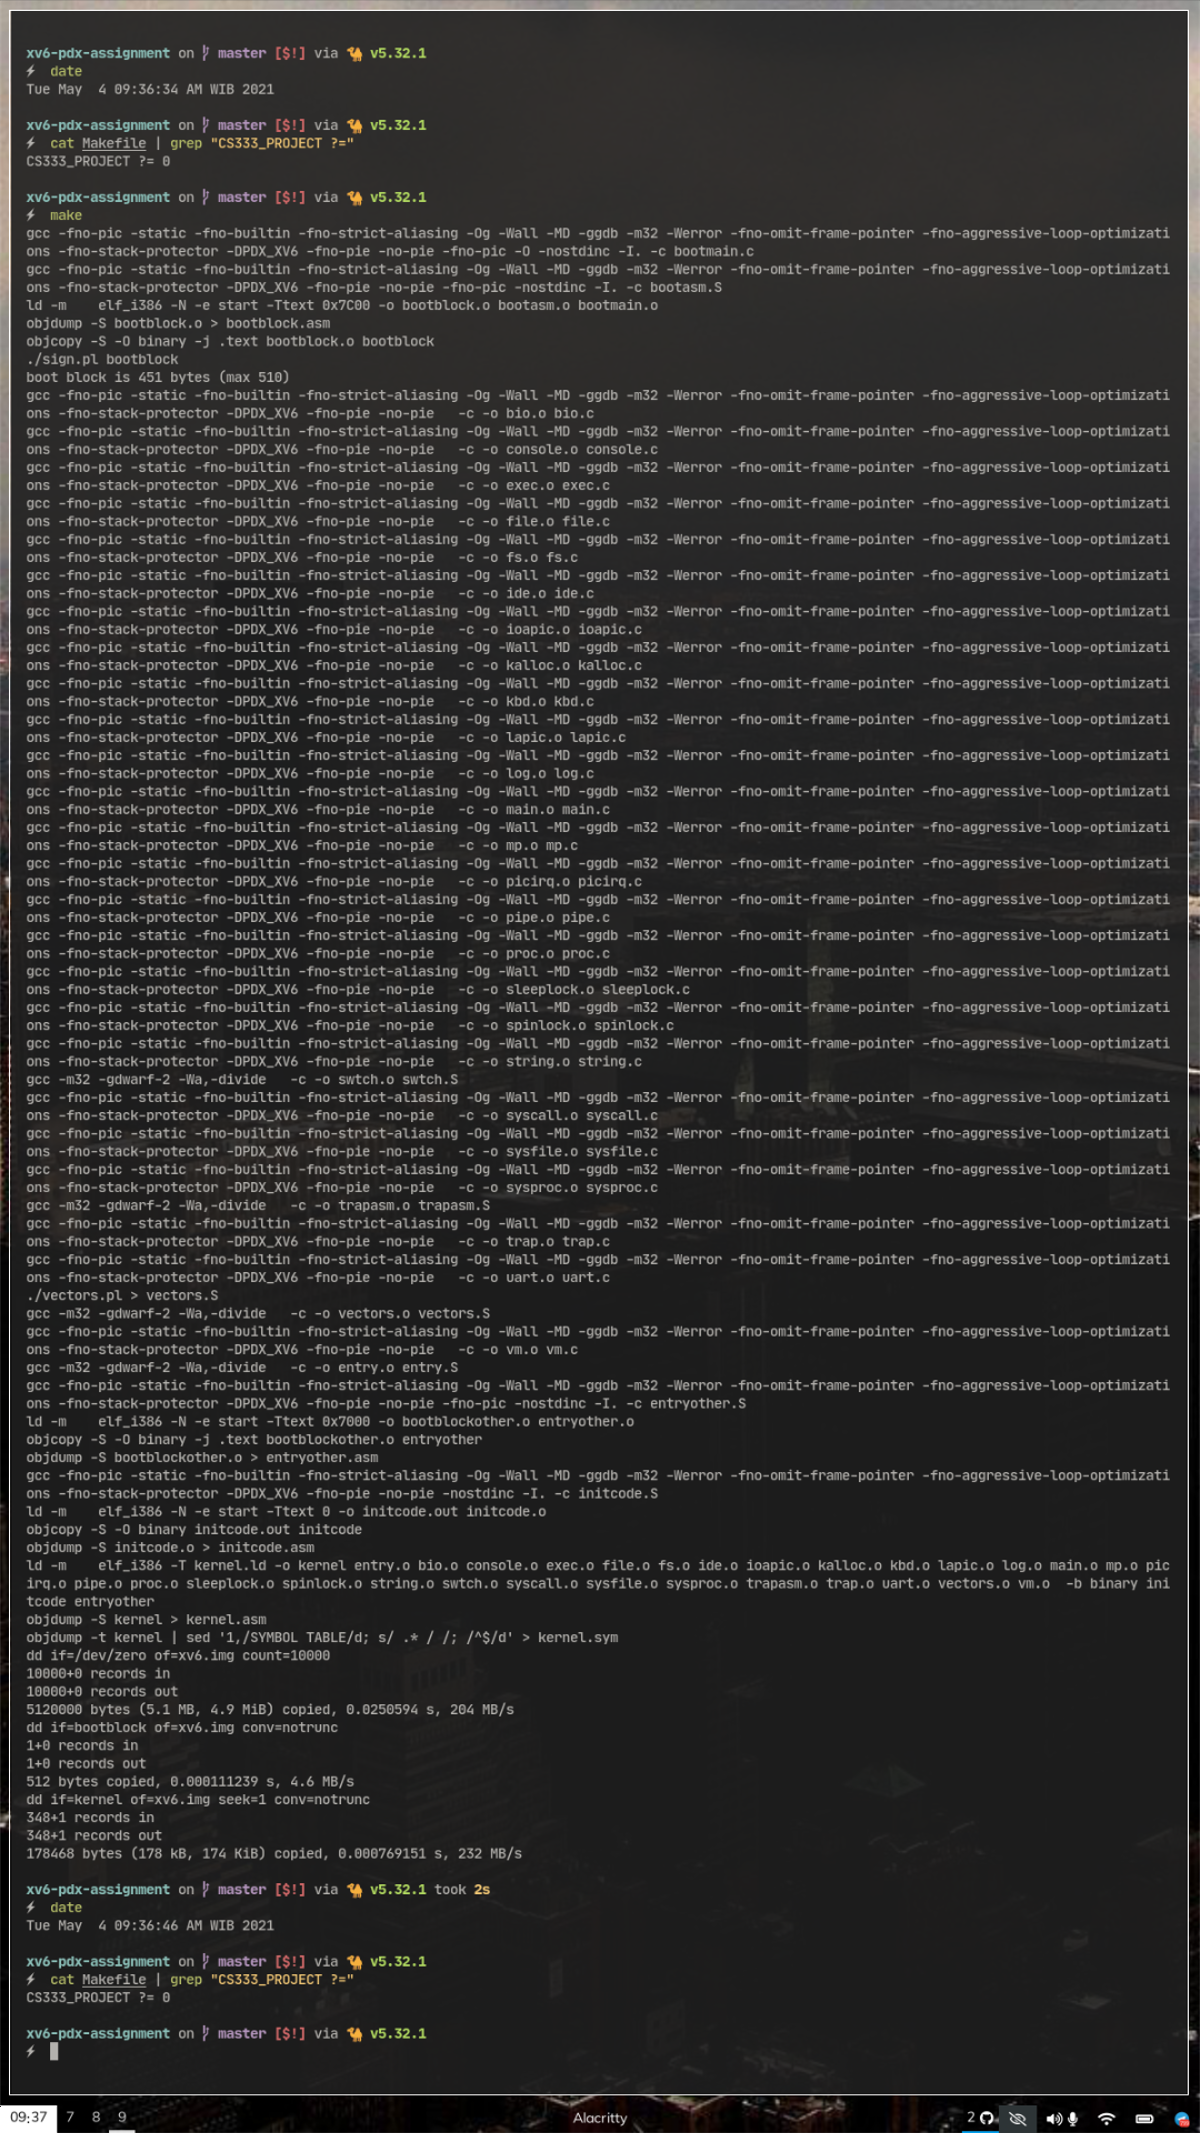 xv6-pdx-assignment on master [$!] via v5.32.1
⚡ date
Tue May  4 09:36:34 AM WIB 2021
xv6-pdx-assignment on master [$!] via v5.32.1
⚡ cat Makefile | grep "CS333_PROJECT ?="
CS333_PROJECT ?= 0
xv6-pdx-assignment on master [$!] via v5.32.1
⚡ make
gcc -fno-pic -static -fno-builtin -fno-strict-aliasing -Og -Wall -MD -ggdb -m32 -Werror -fno-omit-frame-pointer -fno-aggressive-loop-optimizati
ons -fno-stack-protector -DPDX_XV6 -fno-pie -no-pie -fno-pic -O -nostdinc -I. -c bootmain.c
gcc -fno-pic -static -fno-builtin -fno-strict-aliasing -Og -Wall -MD -ggdb -m32 -Werror -fno-omit-frame-pointer -fno-aggressive-loop-optimizati
ons -fno-stack-protector -DPDX_XV6 -fno-pie -no-pie -fno-pic -nostdinc -I. -c bootasm.S
ld -m    elf_i386 -N -e start -Ttext 0x7C00 -o bootblock.o bootasm.o bootmain.o
objdump -S bootblock.o > bootblock.asm
objcopy -S -O binary -j .text bootblock.o bootblock
./sign.pl bootblock
boot block is 451 bytes (max 510)
gcc -fno-pic -static -fno-builtin -fno-strict-aliasing -Og -Wall -MD -ggdb -m32 -Werror -fno-omit-frame-pointer -fno-aggressive-loop-optimizati
ons -fno-stack-protector -DPDX_XV6 -fno-pie -no-pie   -c -o bio.o bio.c
gcc -fno-pic -static -fno-builtin -fno-strict-aliasing -Og -Wall -MD -ggdb -m32 -Werror -fno-omit-frame-pointer -fno-aggressive-loop-optimizati
ons -fno-stack-protector -DPDX_XV6 -fno-pie -no-pie   -c -o console.o console.c
gcc -fno-pic -static -fno-builtin -fno-strict-aliasing -Og -Wall -MD -ggdb -m32 -Werror -fno-omit-frame-pointer -fno-aggressive-loop-optimizati
ons -fno-stack-protector -DPDX_XV6 -fno-pie -no-pie   -c -o exec.o exec.c
gcc -fno-pic -static -fno-builtin -fno-strict-aliasing -Og -Wall -MD -ggdb -m32 -Werror -fno-omit-frame-pointer -fno-aggressive-loop-optimizati
ons -fno-stack-protector -DPDX_XV6 -fno-pie -no-pie   -c -o file.o file.c
gcc -fno-pic -static -fno-builtin -fno-strict-aliasing -Og -Wall -MD -ggdb -m32 -Werror -fno-omit-frame-pointer -fno-aggressive-loop-optimizati
ons -fno-stack-protector -DPDX_XV6 -fno-pie -no-pie   -c -o fs.o fs.c
gcc -fno-pic -static -fno-builtin -fno-strict-aliasing -Og -Wall -MD -ggdb -m32 -Werror -fno-omit-frame-pointer -fno-aggressive-loop-optimizati
ons -fno-stack-protector -DPDX_XV6 -fno-pie -no-pie   -c -o ide.o ide.c
gcc -fno-pic -static -fno-builtin -fno-strict-aliasing -Og -Wall -MD -ggdb -m32 -Werror -fno-omit-frame-pointer -fno-aggressive-loop-optimizati
ons -fno-stack-protector -DPDX_XV6 -fno-pie -no-pie   -c -o ioapic.o ioapic.c
gcc -fno-pic -static -fno-builtin -fno-strict-aliasing -Og -Wall -MD -ggdb -m32 -Werror -fno-omit-frame-pointer -fno-aggressive-loop-optimizati
ons -fno-stack-protector -DPDX_XV6 -fno-pie -no-pie   -c -o kalloc.o kalloc.c
gcc -fno-pic -static -fno-builtin -fno-strict-aliasing -Og -Wall -MD -ggdb -m32 -Werror -fno-omit-frame-pointer -fno-aggressive-loop-optimizati
ons -fno-stack-protector -DPDX_XV6 -fno-pie -no-pie   -c -o kbd.o kbd.c
gcc -fno-pic -static -fno-builtin -fno-strict-aliasing -Og -Wall -MD -ggdb -m32 -Werror -fno-omit-frame-pointer -fno-aggressive-loop-optimizati
ons -fno-stack-protector -DPDX_XV6 -fno-pie -no-pie   -c -o lapic.o lapic.c
gcc -fno-pic -static -fno-builtin -fno-strict-aliasing -Og -Wall -MD -ggdb -m32 -Werror -fno-omit-frame-pointer -fno-aggressive-loop-optimizati
ons -fno-stack-protector -DPDX_XV6 -fno-pie -no-pie   -c -o log.o log.c
gcc -fno-pic -static -fno-builtin -fno-strict-aliasing -Og -Wall -MD -ggdb -m32 -Werror -fno-omit-frame-pointer -fno-aggressive-loop-optimizati
ons -fno-stack-protector -DPDX_XV6 -fno-pie -no-pie   -c -o main.o main.c
gcc -fno-pic -static -fno-builtin -fno-strict-aliasing -Og -Wall -MD -ggdb -m32 -Werror -fno-omit-frame-pointer -fno-aggressive-loop-optimizati
ons -fno-stack-protector -DPDX_XV6 -fno-pie -no-pie   -c -o mp.o mp.c
gcc -fno-pic -static -fno-builtin -fno-strict-aliasing -Og -Wall -MD -ggdb -m32 -Werror -fno-omit-frame-pointer -fno-aggressive-loop-optimizati
ons -fno-stack-protector -DPDX_XV6 -fno-pie -no-pie   -c -o picirq.o picirq.c
gcc -fno-pic -static -fno-builtin -fno-strict-aliasing -Og -Wall -MD -ggdb -m32 -Werror -fno-omit-frame-pointer -fno-aggressive-loop-optimizati
ons -fno-stack-protector -DPDX_XV6 -fno-pie -no-pie   -c -o pipe.o pipe.c
gcc -fno-pic -static -fno-builtin -fno-strict-aliasing -Og -Wall -MD -ggdb -m32 -Werror -fno-omit-frame-pointer -fno-aggressive-loop-optimizati
ons -fno-stack-protector -DPDX_XV6 -fno-pie -no-pie   -c -o proc.o proc.c
gcc -fno-pic -static -fno-builtin -fno-strict-aliasing -Og -Wall -MD -ggdb -m32 -Werror -fno-omit-frame-pointer -fno-aggressive-loop-optimizati
ons -fno-stack-protector -DPDX_XV6 -fno-pie -no-pie   -c -o sleeplock.o sleeplock.c
gcc -fno-pic -static -fno-builtin -fno-strict-aliasing -Og -Wall -MD -ggdb -m32 -Werror -fno-omit-frame-pointer -fno-aggressive-loop-optimizati
ons -fno-stack-protector -DPDX_XV6 -fno-pie -no-pie   -c -o spinlock.o spinlock.c
gcc -fno-pic -static -fno-builtin -fno-strict-aliasing -Og -Wall -MD -ggdb -m32 -Werror -fno-omit-frame-pointer -fno-aggressive-loop-optimizati
ons -fno-stack-protector -DPDX_XV6 -fno-pie -no-pie   -c -o string.o string.c
gcc -m32 -gdwarf-2 -Wa,-divide   -c -o swtch.o swtch.S
gcc -fno-pic -static -fno-builtin -fno-strict-aliasing -Og -Wall -MD -ggdb -m32 -Werror -fno-omit-frame-pointer -fno-aggressive-loop-optimizati
ons -fno-stack-protector -DPDX_XV6 -fno-pie -no-pie   -c -o syscall.o syscall.c
gcc -fno-pic -static -fno-builtin -fno-strict-aliasing -Og -Wall -MD -ggdb -m32 -Werror -fno-omit-frame-pointer -fno-aggressive-loop-optimizati
ons -fno-stack-protector -DPDX_XV6 -fno-pie -no-pie   -c -o sysfile.o sysfile.c
gcc -fno-pic -static -fno-builtin -fno-strict-aliasing -Og -Wall -MD -ggdb -m32 -Werror -fno-omit-frame-pointer -fno-aggressive-loop-optimizati
ons -fno-stack-protector -DPDX_XV6 -fno-pie -no-pie   -c -o sysproc.o sysproc.c
gcc -m32 -gdwarf-2 -Wa,-divide   -c -o trapasm.o trapasm.S
gcc -fno-pic -static -fno-builtin -fno-strict-aliasing -Og -Wall -MD -ggdb -m32 -Werror -fno-omit-frame-pointer -fno-aggressive-loop-optimizati
ons -fno-stack-protector -DPDX_XV6 -fno-pie -no-pie   -c -o trap.o trap.c
gcc -fno-pic -static -fno-builtin -fno-strict-aliasing -Og -Wall -MD -ggdb -m32 -Werror -fno-omit-frame-pointer -fno-aggressive-loop-optimizati
ons -fno-stack-protector -DPDX_XV6 -fno-pie -no-pie   -c -o uart.o uart.c
./vectors.pl > vectors.S
gcc -m32 -gdwarf-2 -Wa,-divide   -c -o vectors.o vectors.S
gcc -fno-pic -static -fno-builtin -fno-strict-aliasing -Og -Wall -MD -ggdb -m32 -Werror -fno-omit-frame-pointer -fno-aggressive-loop-optimizati
ons -fno-stack-protector -DPDX_XV6 -fno-pie -no-pie   -c -o vm.o vm.c
gcc -m32 -gdwarf-2 -Wa,-divide   -c -o entry.o entry.S
gcc -fno-pic -static -fno-builtin -fno-strict-aliasing -Og -Wall -MD -ggdb -m32 -Werror -fno-omit-frame-pointer -fno-aggressive-loop-optimizati
ons -fno-stack-protector -DPDX_XV6 -fno-pie -no-pie -fno-pic -nostdinc -I. -c entryother.S
ld -m    elf_i386 -N -e start -Ttext 0x7000 -o bootblockother.o entryother.o
objcopy -S -O binary -j .text bootblockother.o entryother
objdump -S bootblockother.o > entryother.asm
gcc -fno-pic -static -fno-builtin -fno-strict-aliasing -Og -Wall -MD -ggdb -m32 -Werror -fno-omit-frame-pointer -fno-aggressive-loop-optimizati
ons -fno-stack-protector -DPDX_XV6 -fno-pie -no-pie -nostdinc -I. -c initcode.S
ld -m    elf_i386 -N -e start -Ttext 0 -o initcode.out initcode.o
objcopy -S -O binary initcode.out initcode
objdump -S initcode.o > initcode.asm
ld -m    elf_i386 -T kernel.ld -o kernel entry.o bio.o console.o exec.o file.o fs.o ide.o ioapic.o kalloc.o kbd.o lapic.o log.o main.o mp.o pic
irq.o pipe.o proc.o sleeplock.o spinlock.o string.o swtch.o syscall.o sysfile.o sysproc.o trapasm.o trap.o uart.o vectors.o vm.o  -b binary ini
tcode entryother
objdump -S kernel > kernel.asm
objdump -t kernel | sed '1,/SYMBOL TABLE/d; s/ .* / /; /^$/d' > kernel.sym
dd if=/dev/zero of=xv6.img count=10000
10000+0 records in
10000+0 records out
5120000 bytes (5.1 MB, 4.9 MiB) copied, 0.0250594 s, 204 MB/s
dd if=bootblock of=xv6.img conv=notrunc
1+0 records in
1+0 records out
512 bytes copied, 0.000111239 s, 4.6 MB/s
dd if=kernel of=xv6.img seek=1 conv=notrunc
348+1 records in
348+1 records out
178468 bytes (178 kB, 174 KiB) copied, 0.000769151 s, 232 MB/s
xv6-pdx-assignment on master [$!] via v5.32.1 took 2s
⚡ date
Tue May  4 09:36:46 AM WIB 2021
xv6-pdx-assignment on master [$!] via v5.32.1
⚡ cat Makefile | grep "CS333_PROJECT ?="
CS333_PROJECT ?= 0
xv6-pdx-assignment on master [$!] via v5.32.1
⚡
09:37 7 8 9 Alacritty 2